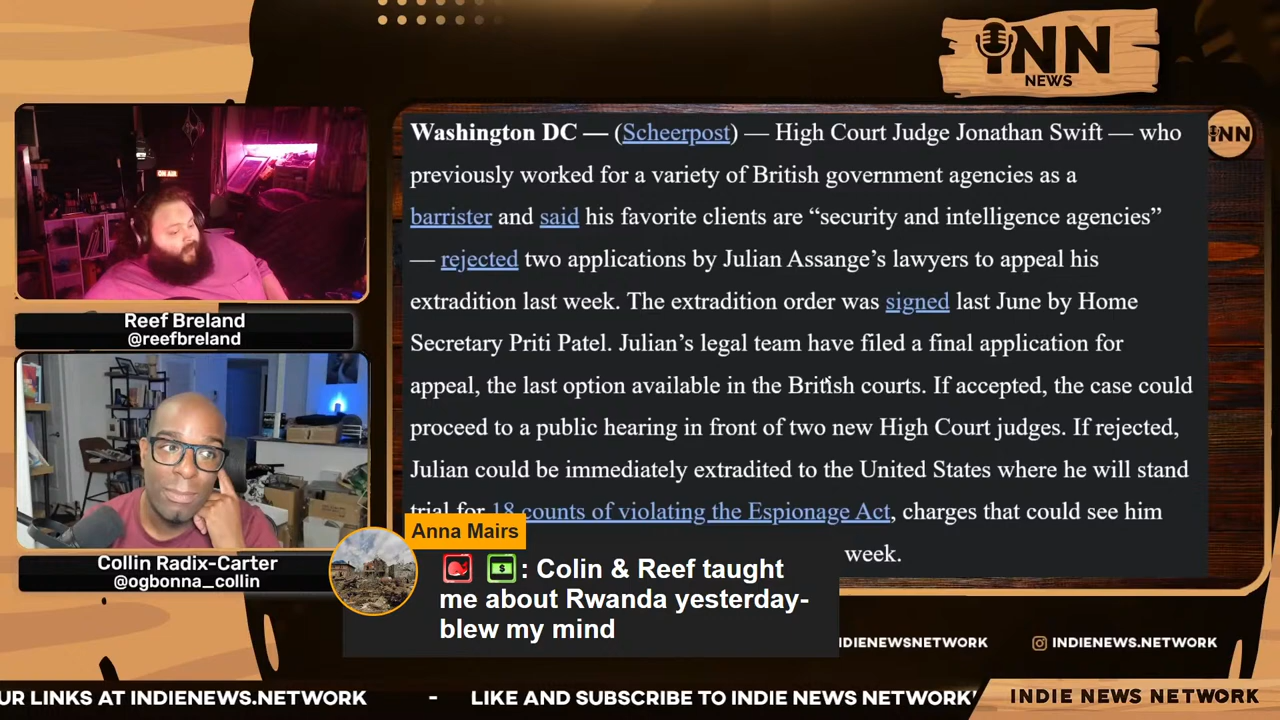 INN
NEWS
INN
Washington DC — (Scheerpost) — High Court Judge Jonathan Swift — who
previously worked for a variety of British government agencies as a
barrister and said his favorite clients are “security and intelligence agencies”
— rejected two applications by Julian Assange’s lawyers to appeal his
extradition last week. The extradition order was signed last June by Home
Secretary Priti Patel. Julian’s legal team have filed a final application for
appeal, the last option available in the British courts. If accepted, the case could
proceed to a public hearing in front of two new High Court judges. If rejected,
Julian could be immediately extradited to the United States where he will stand
trial for 18 counts of violating the Espionage Act, charges that could see him
week.
ON AIR
Reef Breland
@reefbreland
Collin Radix-Carter
@ogbonna_collin
Anna Mairs
: Colin & Reef taught
me about Rwanda yesterday-
blew my mind
DIENEWSNETWORK
INDIENEWS.NETWORK
UR LINKS AT INDIENEWS.NETWORK - LIKE AND SUBSCRIBE TO INDIE NEWS NETWORK!
INDIE NEWS NETWORK